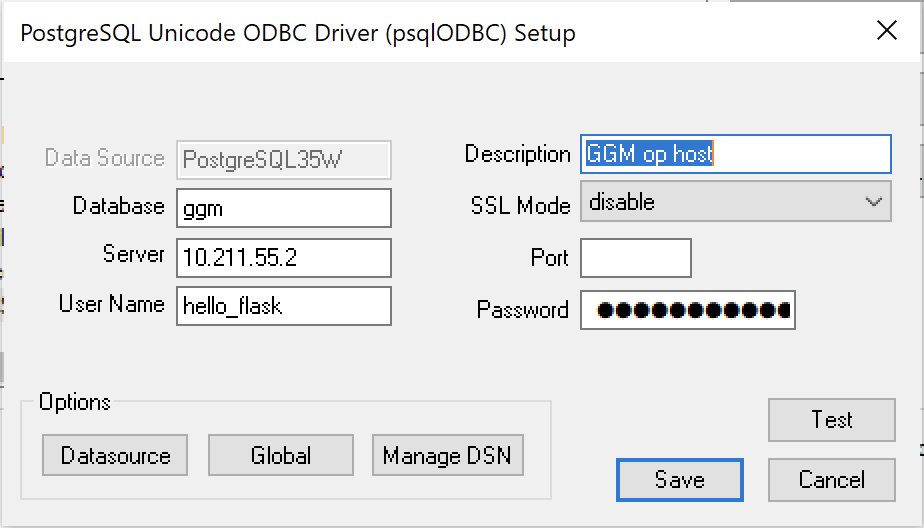 PostgreSQL Unicode ODBC Driver (psqlODBC) Setup
Data Source PostgreSQL35W
Description GGM op host
Database ggm
SSL Mode disable
Server 10.211.55.2
Port
User Name hello_flask
Password
Options
Datasource Global Manage DSN
Test
Save Cancel